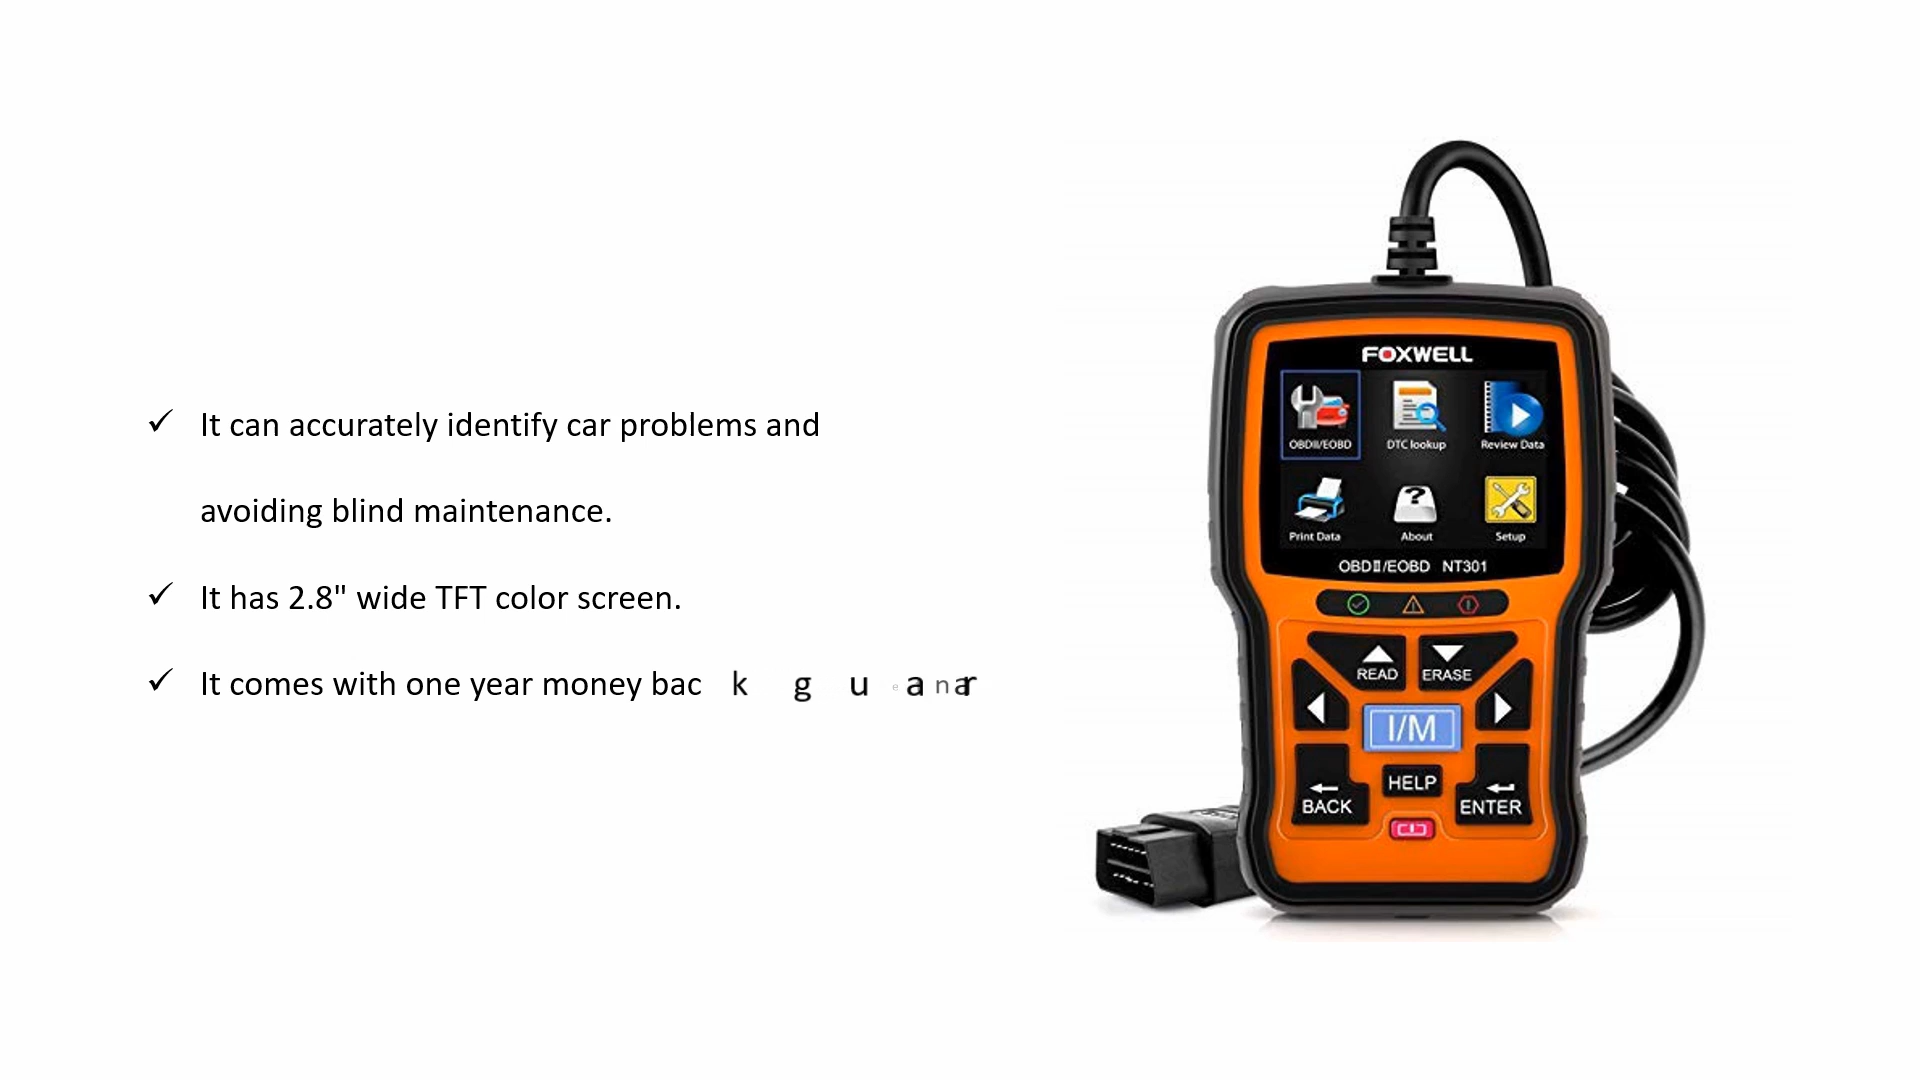 It can accurately identify car problems and
avoiding blind maintenance.
It has 2.8" wide TFT color screen.
It comes with one year money back
FOXWELL
OBDII/EOBD DTC lookup Review Data
Print Data About Setup
OBDII/EOBD NT301
READ ERASE
I/M
HELP
BACK ENTER